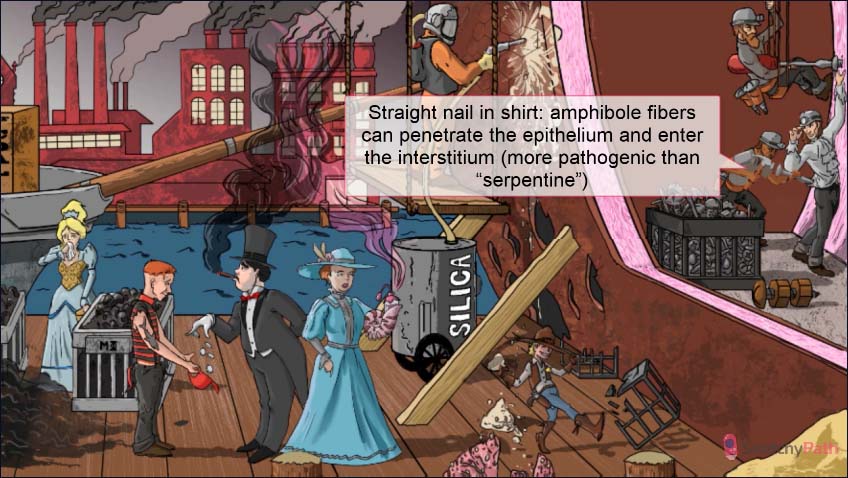 Straight nail in shirt: amphibole fibers
can penetrate the epithelium and enter
the interstitium (more pathogenic than
“serpentine”)
SILICA